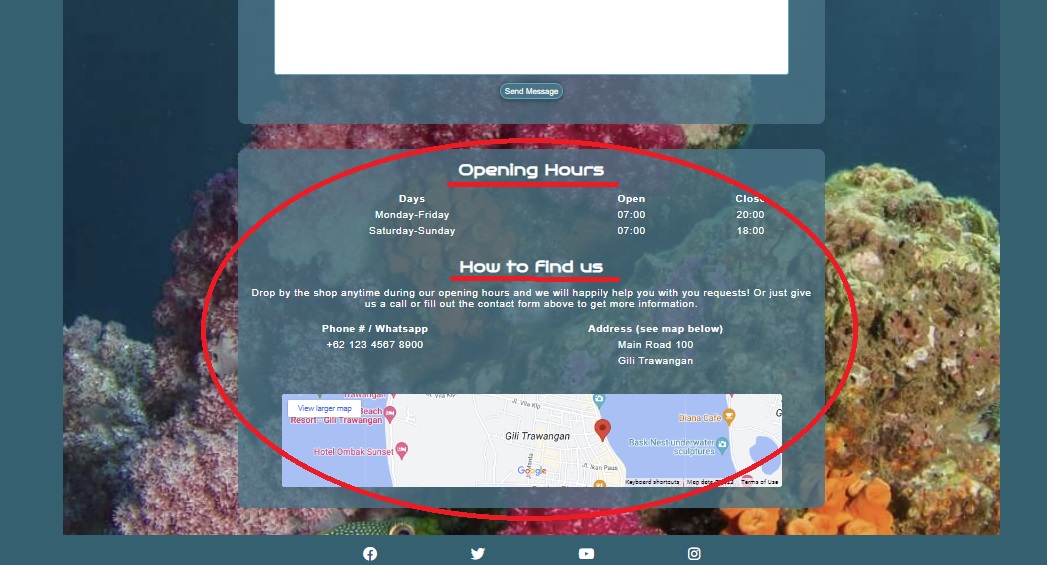 Send Message
Opening Hours
Days Open Close
Monday-Friday 07:00 20:00
Saturday-Sunday 07:00 18:00
How to find us
Drop by the shop anytime during our opening hours and we will happily help you with you requests! Or just give
us a call or fill out the contact form above to get more information.
Phone # / Whatsapp Address (see map below)
+62 123 4567 8900 Main Road 100
Gili Trawangan
Trawangan
View larger map
Beach
Resort - Gili Trawangan
Jl. Vila Klp.
Diana Cafe
Gili Trawangan
Bask Nest underwater
sculptures
Hotel Ombak Sunset
Jl. Ikan Paus
Google
Keyboard shortcuts
Map data
Terms of Use